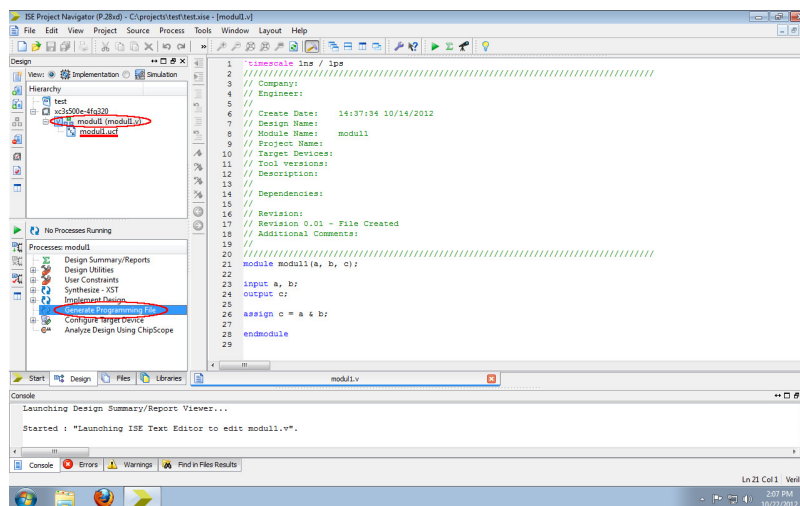 ISE Project Navigator (P.28xd) - C:\projects\test\test.xise - [modul1.v]
File Edit View Project Source Process Tools Window Layout Help
Design
View: Implementation Simulation
Hierarchy
test
xc3s500e-4fg320
modul1 (modul1.v)
modul1.ucf
No Processes Running
Processes: modul1
Design Summary/Reports
Design Utilities
User Constraints
Synthesize - XST
Implement Design
Generate Programming File
Configure Target Device
Analyze Design Using ChipScope
Start Design Files Libraries
1 `timescale 1ns / 1ps
2 //////////////////////////////////////////////////////////////////////////////////
3 // Company:
4 // Engineer:
5 //
6 // Create Date: 14:37:34 10/14/2012
7 // Design Name:
8 // Module Name: modul1
9 // Project Name:
10 // Target Devices:
11 // Tool versions:
12 // Description:
13 //
14 // Dependencies:
15 //
16 // Revision:
17 // Revision 0.01 - File Created
18 // Additional Comments:
19 //
20 //////////////////////////////////////////////////////////////////////////////////
21 module modul1(a, b, c);
22
23 input a, b;
24 output c;
25
26 assign c = a & b;
27
28 endmodule
29
modul1.v
Console
Launching Design Summary/Report Viewer...
Started : "Launching ISE Text Editor to edit modul1.v".
Console Errors Warnings Find in Files Results
Ln 21 Col 1 Veril
2:07 PM
10/22/2012